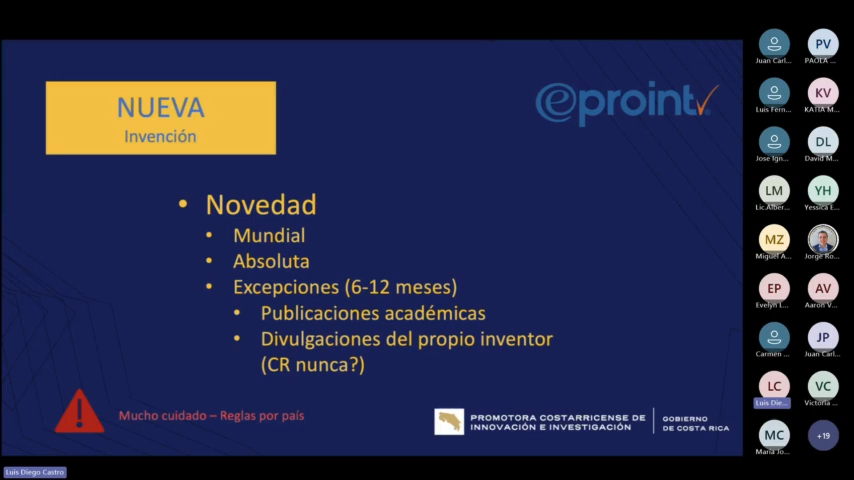 NUEVA
Invención
eproint
• Novedad
• Mundial
• Absoluta
• Excepciones (6-12 meses)
• Publicaciones académicas
• Divulgaciones del propio inventor
(CR nunca?)
Mucho cuidado – Reglas por país
PROMOTORA COSTARRICENSE DE
INNOVACIÓN E INVESTIGACIÓN
GOBIERNO
DE COSTA RICA
Luis Diego Castro
PV
Juan Carl...
PAOLA ...
KV
Luis Fern...
KATIA M...
DL
Jose Ign...
David M...
LM
YH
Lic.Alber...
Yessica E...
MZ
Miguel A...
Jorge Ro...
EP
AV
Evelyn L...
Aaron V...
JP
Carmen ...
Juan Carl...
LC
VC
Luis Die...
Victoria ...
MC
+19
Maria Jo...